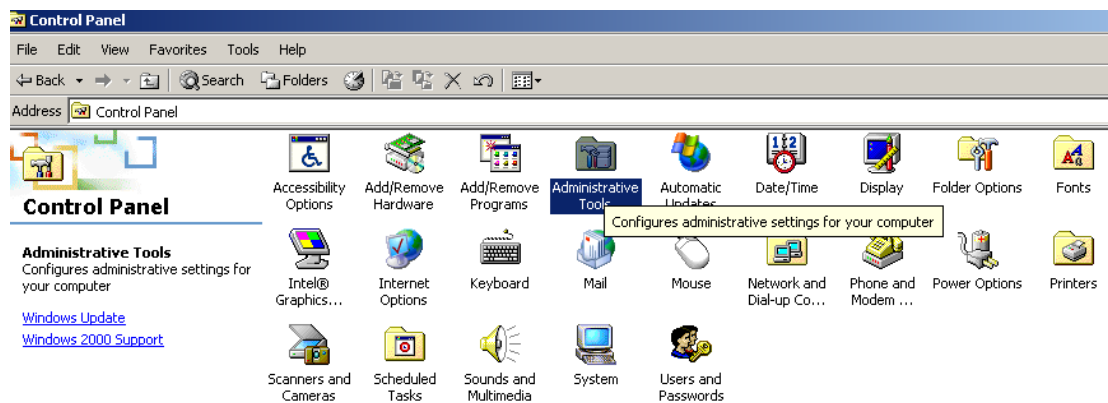 Control Panel
File Edit View Favorites Tools Help
Back Search Folders
Address Control Panel
Control Panel
Administrative Tools
Configures administrative settings for
your computer
Windows Update
Windows 2000 Support
Accessibility
Options
Add/Remove
Hardware
Add/Remove
Programs
Administrative
Tools
Automatic
Updates
Date/Time
Display
Folder Options
Fonts
Configures administrative settings for your computer
Intel®
Graphics...
Internet
Options
Keyboard
Mail
Mouse
Network and
Dial-up Co...
Phone and
Modem ...
Power Options
Printers
Scanners and
Cameras
Scheduled
Tasks
Sounds and
Multimedia
System
Users and
Passwords